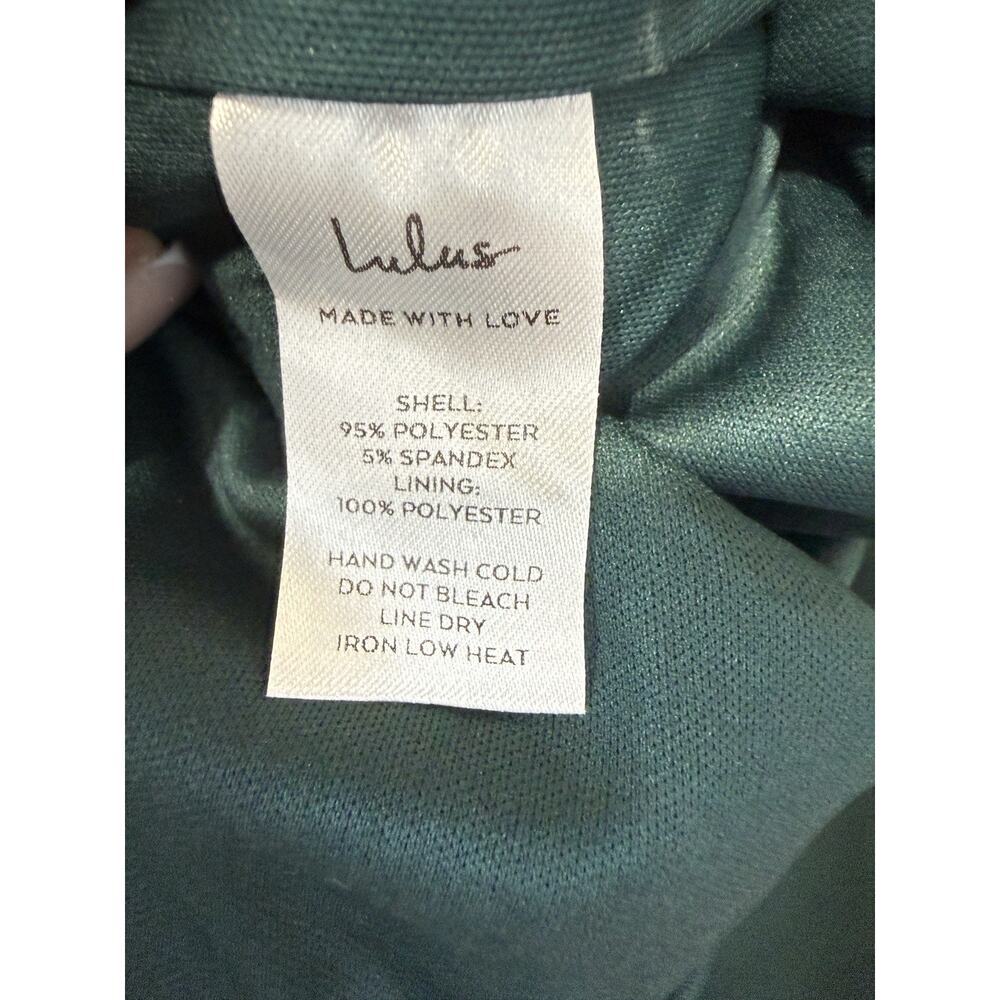 Lulus
MADE WITH LOVE
SHELL:
95% POLYESTER
5% SPANDEX
LINING:
100% POLYESTER
HAND WASH COLD
DO NOT BLEACH
LINE DRY
IRON LOW HEAT